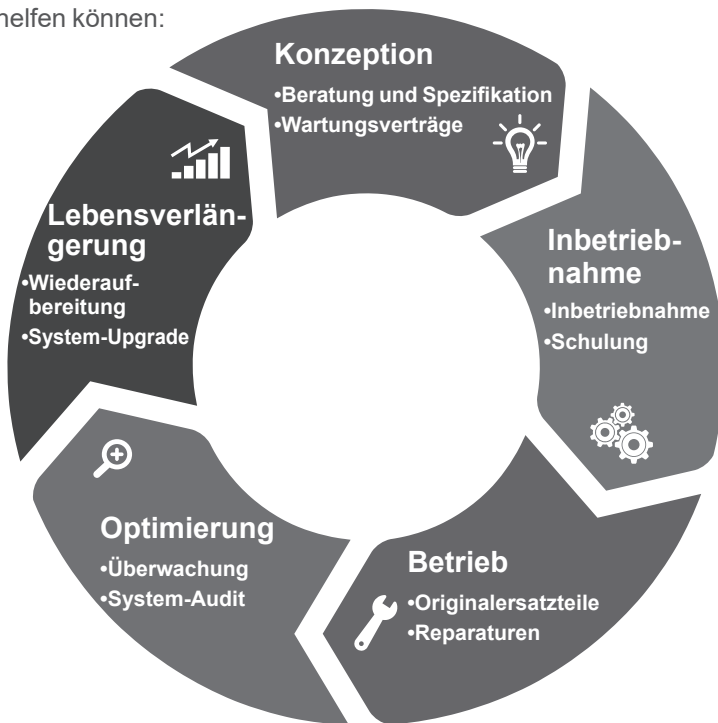 helfen können:
Konzeption
•Beratung und Spezifikation
•Wartungsverträge
Inbetrieb-
nahme
•Inbetriebnahme
•Schulung
Betrieb
•Originalersatzteile
•Reparaturen
Optimierung
•Überwachung
•System-Audit
Lebensverlän-
gerung
•Wiederauf-
bereitung
•System-Upgrade